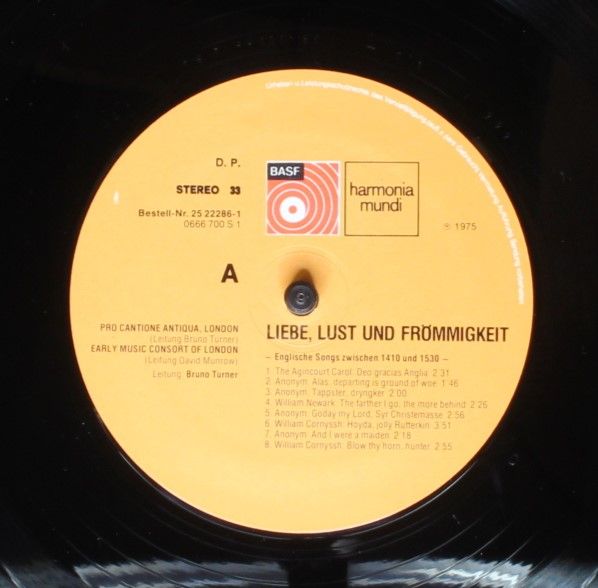 D. P.
STEREO 33
Bestell-Nr. 25 22286-1
0666 700 S 1
BASF
harmonia
mundi
℗ 1975
A
PRO CANTIONE ANTIQUA, LONDON
(Leitung Bruno Turner)
EARLY MUSIC CONSORT OF LONDON
(Leitung David Munrow)
Leitung: Bruno Turner
LIEBE, LUST UND FRÖMMIGKEIT
– Englische Songs zwischen 1410 und 1530 –
1. The Agincourt Carol: Deo gracias Anglia 2:31
2. Anonym: Alas, departing is ground of woe 1:46
3. Anonym: Tappster, dryngker 2:00
4. William Newark: The farther I go, the more behind 2:26
5. Anonym: Goday my Lord, Syr Christemasse 2:56
6. William Cornyssh: Hoyda, jolly Rutterkin 3:51
7. Anonym: And I were a maiden 2:18
8. William Cornyssh: Blow thy horn, hunter 2:55